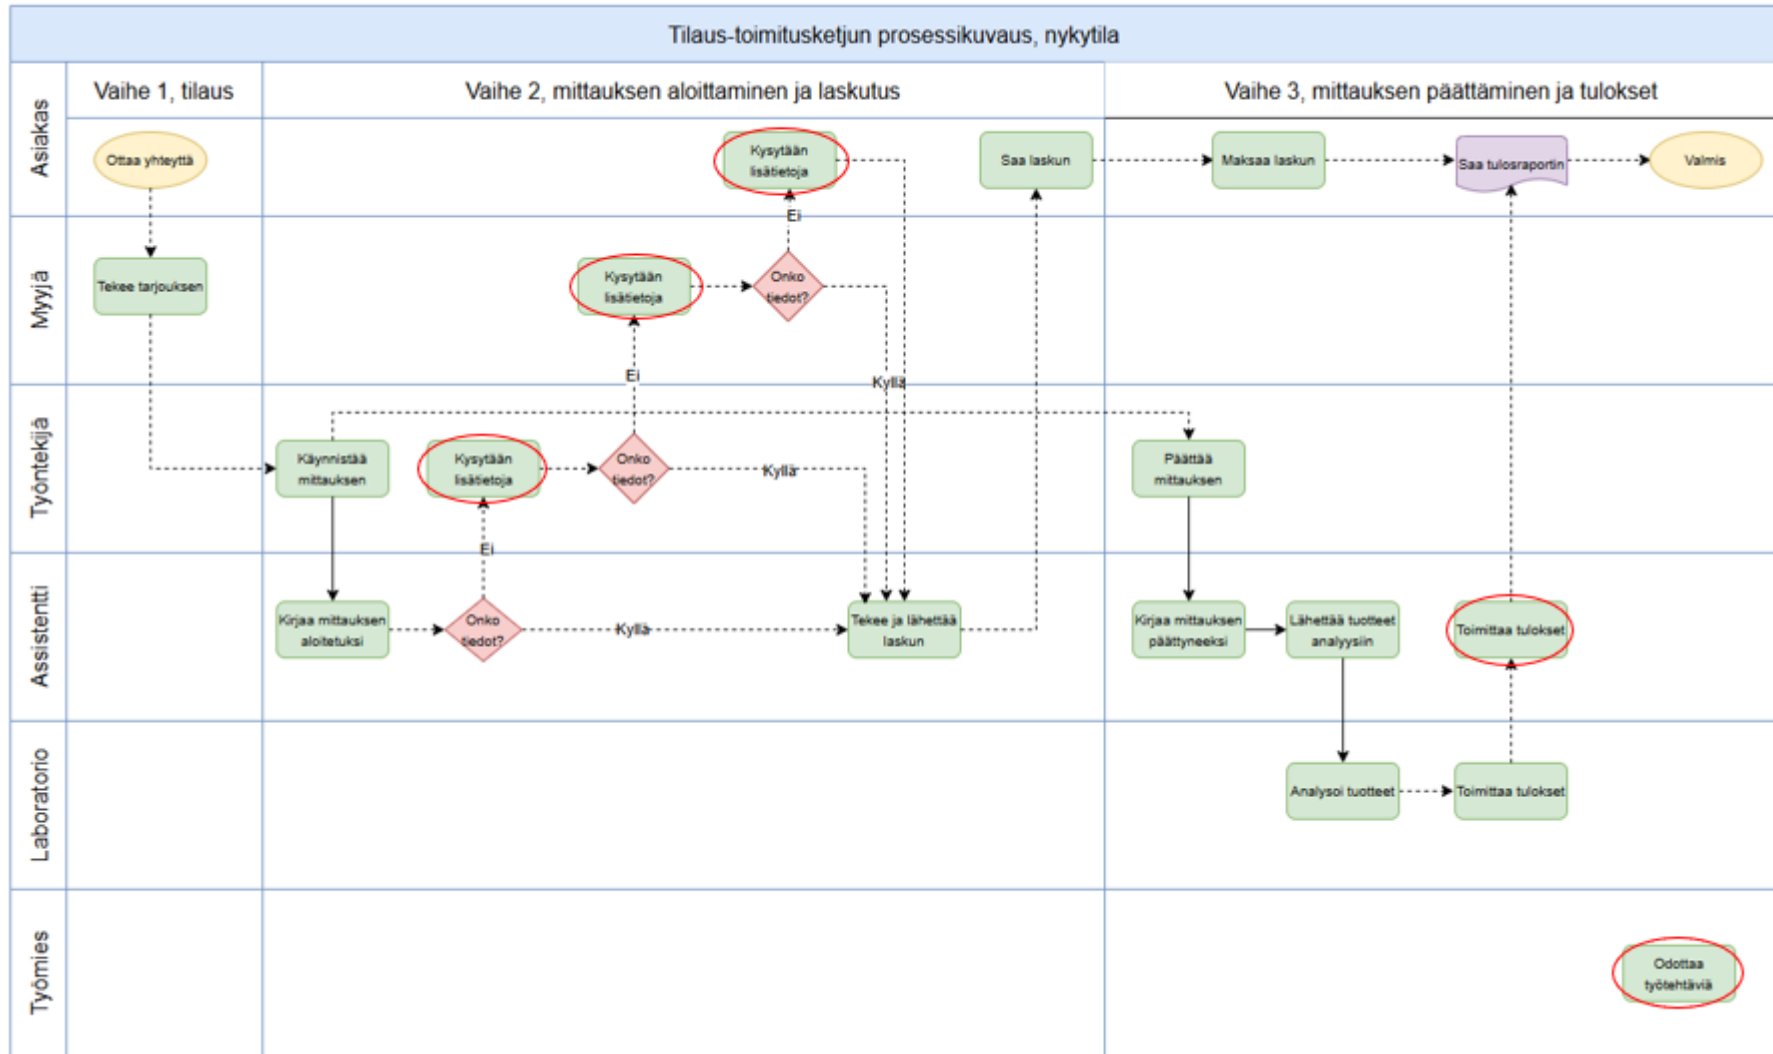 Tilaus-toimitusketjun prosessikuvaus, nykytila
Vaihe 1, tilaus
Vaihe 2, mittauksen aloittaminen ja laskutus
Vaihe 3, mittauksen päättäminen ja tulokset
Asiakas
Ottaa yhteyttä
Kysytään
lisätietoja
Saa laskun
Maksaa laskun
Saa tulosraportin
Valmis
Ei
Myyjä
Tekee tarjouksen
Kysytään
lisätietoja
Onko
tiedot?
Ei
Kyllä
Työntekijä
Käynnistää
mittauksen
Kysytään
lisätietoja
Onko
tiedot?
Kyllä
Päättää
mittauksen
Ei
Assistentti
Kirjaa mittauksen
aloitetuksi
Onko
tiedot?
Kyllä
Tekee ja lähettää
laskun
Kirjaa mittauksen
päättyneeksi
Lähettää tuotteet
analyysiin
Toimittaa tulokset
Laboratorio
Analysoi tuotteet
Toimittaa tulokset
Työmies
Odottaa
työtehtäviä